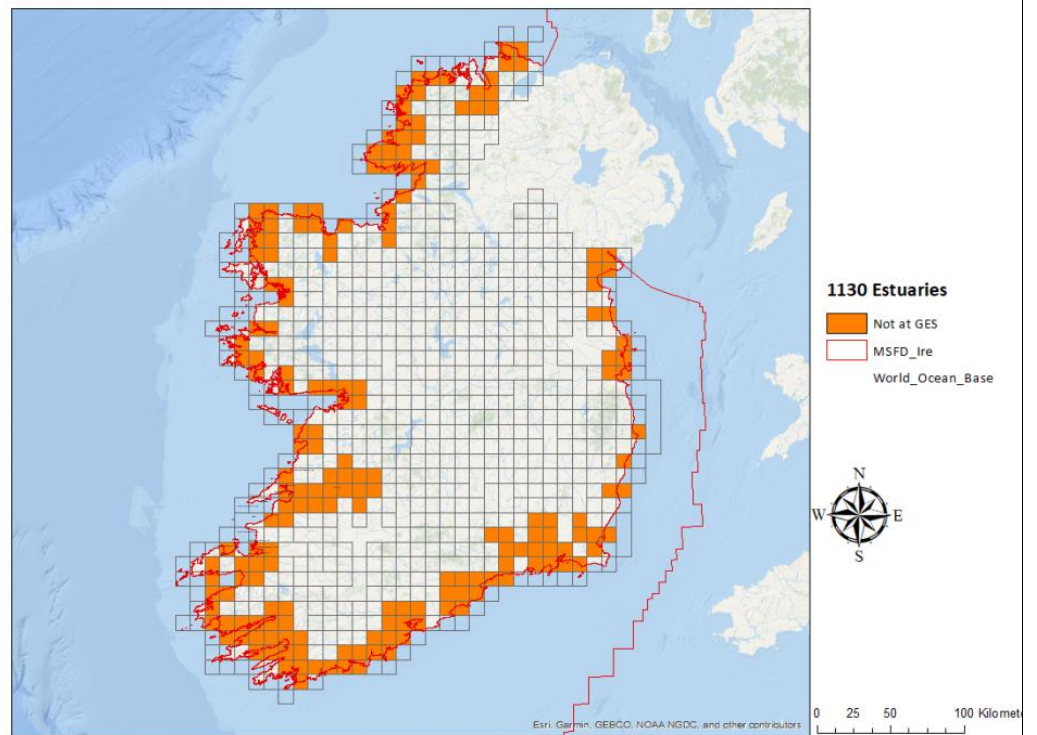 1130 Estuaries
Not at GES
MSFD_Ire
World_Ocean_Base
N
W E
S
0 25 50 100 Kilomete
Esri, Garmin, GEBCO, NOAA NGDC, and other contributors